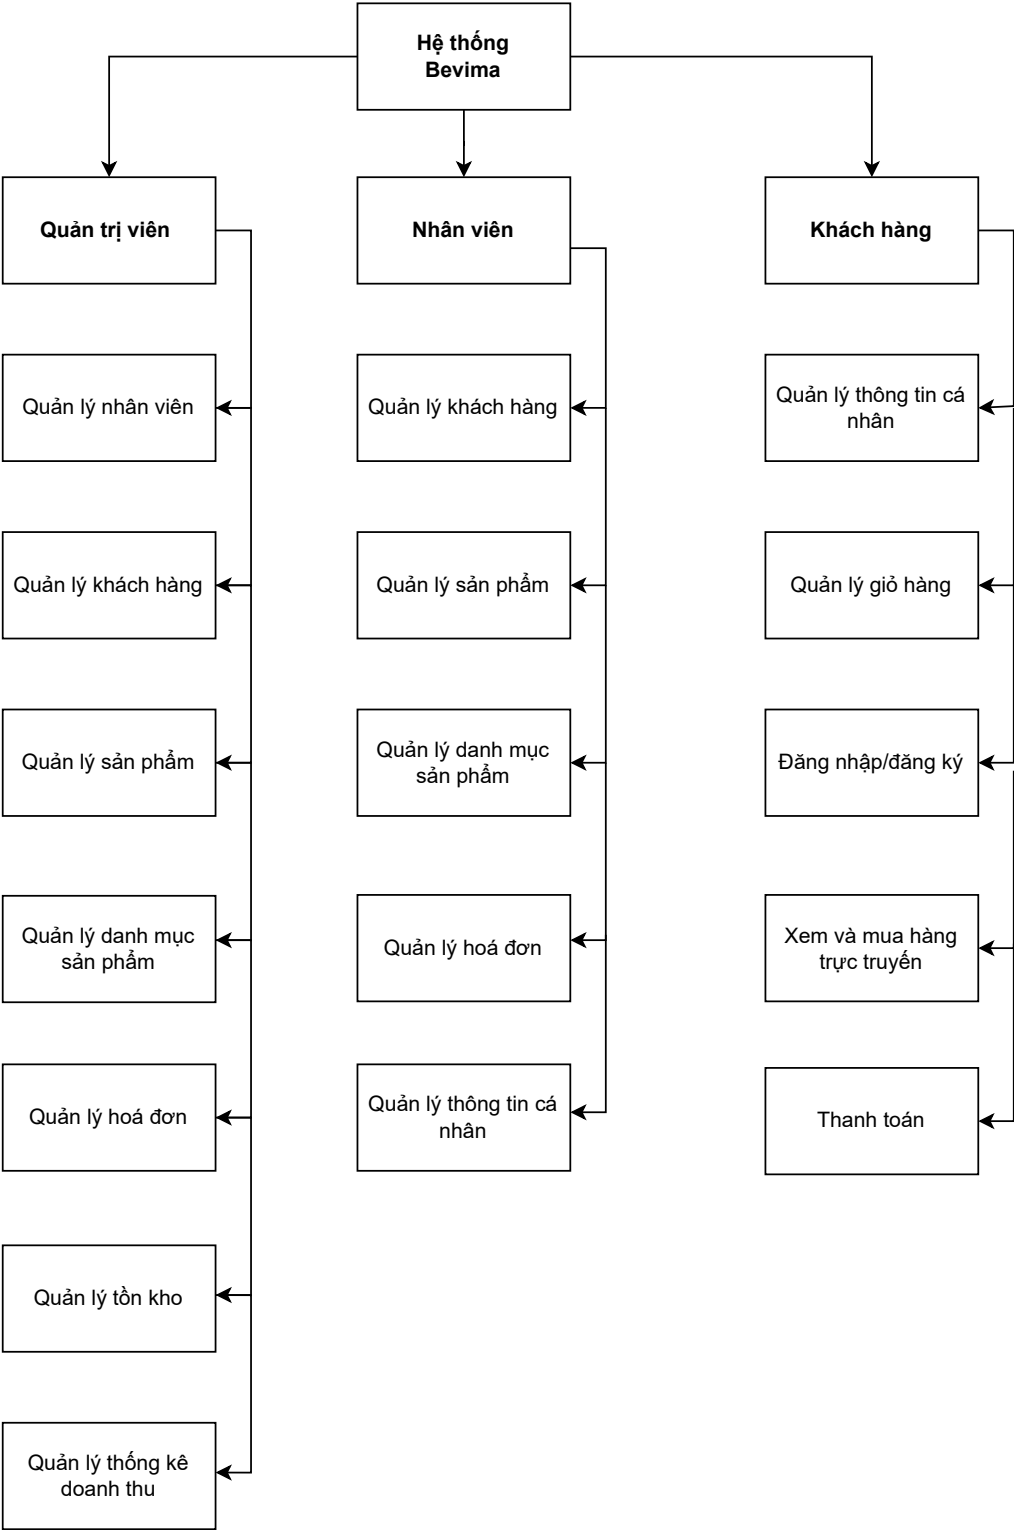 Hệ thống
Bevima
Quản trị viên
Nhân viên
Khách hàng
Quản lý nhân viên
Quản lý khách hàng
Quản lý thông tin cá
nhân
Quản lý khách hàng
Quản lý sản phẩm
Quản lý giỏ hàng
Quản lý sản phẩm
Quản lý danh mục
sản phẩm
Đăng nhập/đăng ký
Quản lý danh mục
sản phẩm
Quản lý hoá đơn
Xem và mua hàng
trực truyến
Quản lý hoá đơn
Quản lý thông tin cá
nhân
Thanh toán
Quản lý tồn kho
Quản lý thống kê
doanh thu